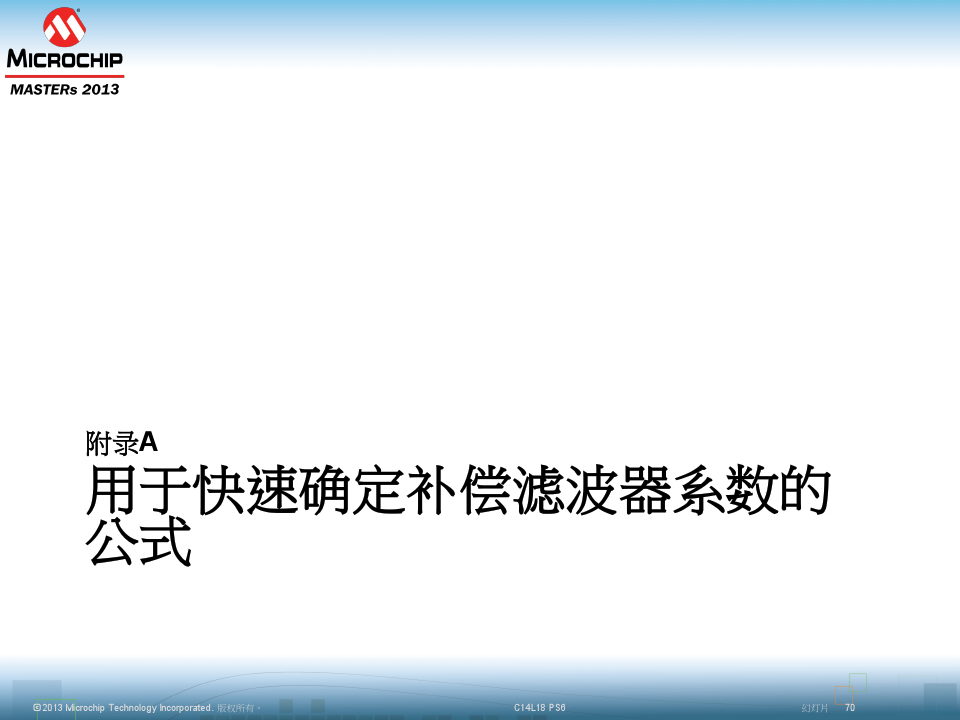 MICROCHIP
MASTERs 2013
附录A
用于快速确定补偿滤波器系数的
公式
©2013 Microchip Technology Incorporated. 版权所有。
C14L18 PS6
幻灯片 70